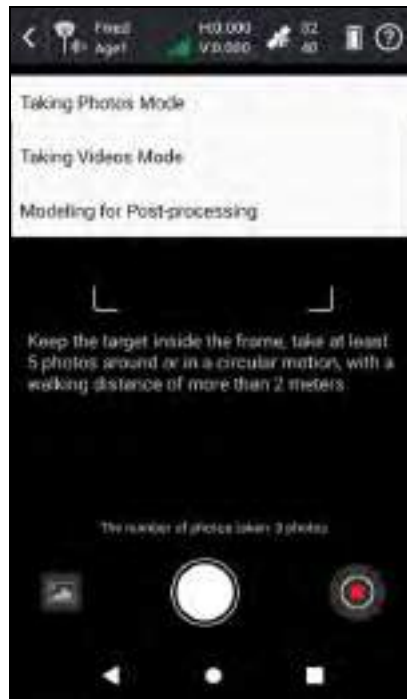 Fixed
H:0.000
32
Age:1
V:0.000
40
Taking Photos Mode
Taking Videos Mode
Modelling for Post-processing
Keep the target inside the frame, take at least
5 photos around or in a circular motion, with a
walking distance of more than 2 meters
The number of photos taken: photos